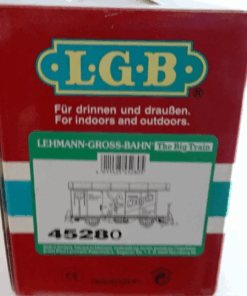 L·G·B·®
Für drinnen und draußen.
For indoors and outdoors.
LEHMANN-GROSS-BAHN® The Big Train
45280